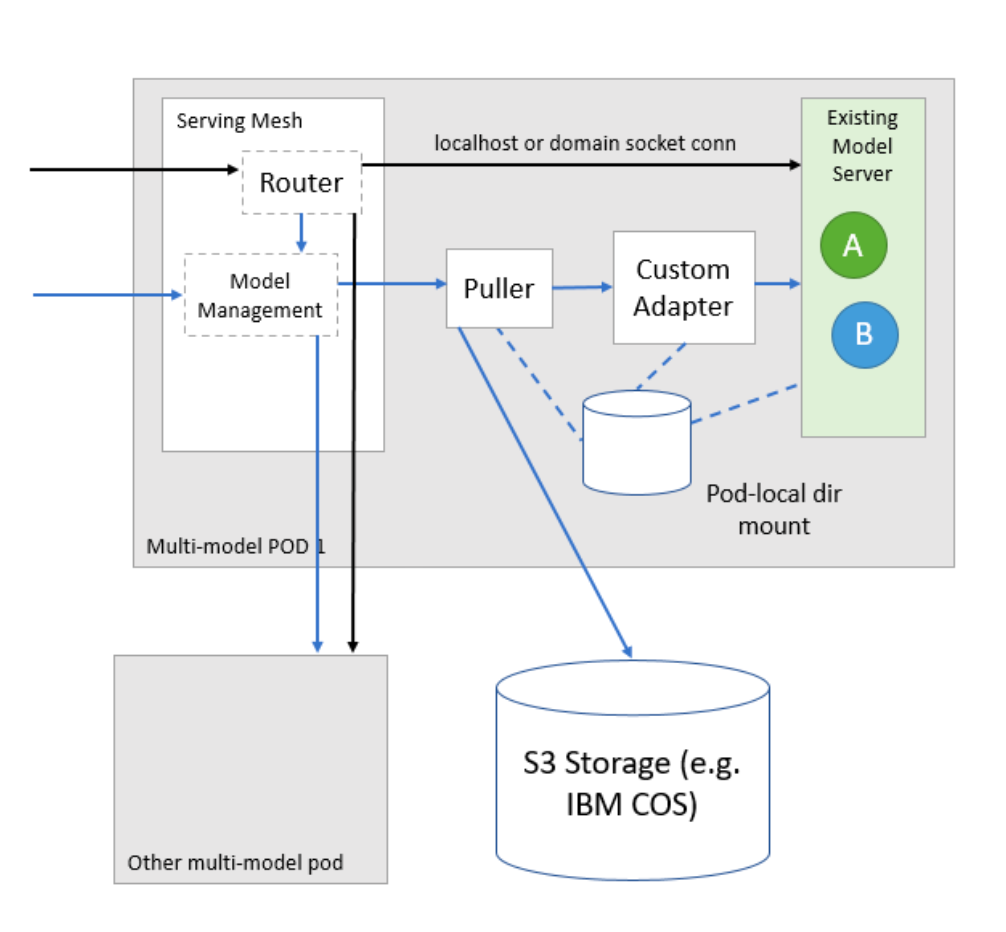 Serving Mesh
Router
Model
Management
localhost or domain socket conn
Puller
Custom
Adapter
Existing
Model
Server
A
B
Pod-local dir
mount
Multi-model POD 1
Other multi-model pod
S3 Storage (e.g.
IBM COS)